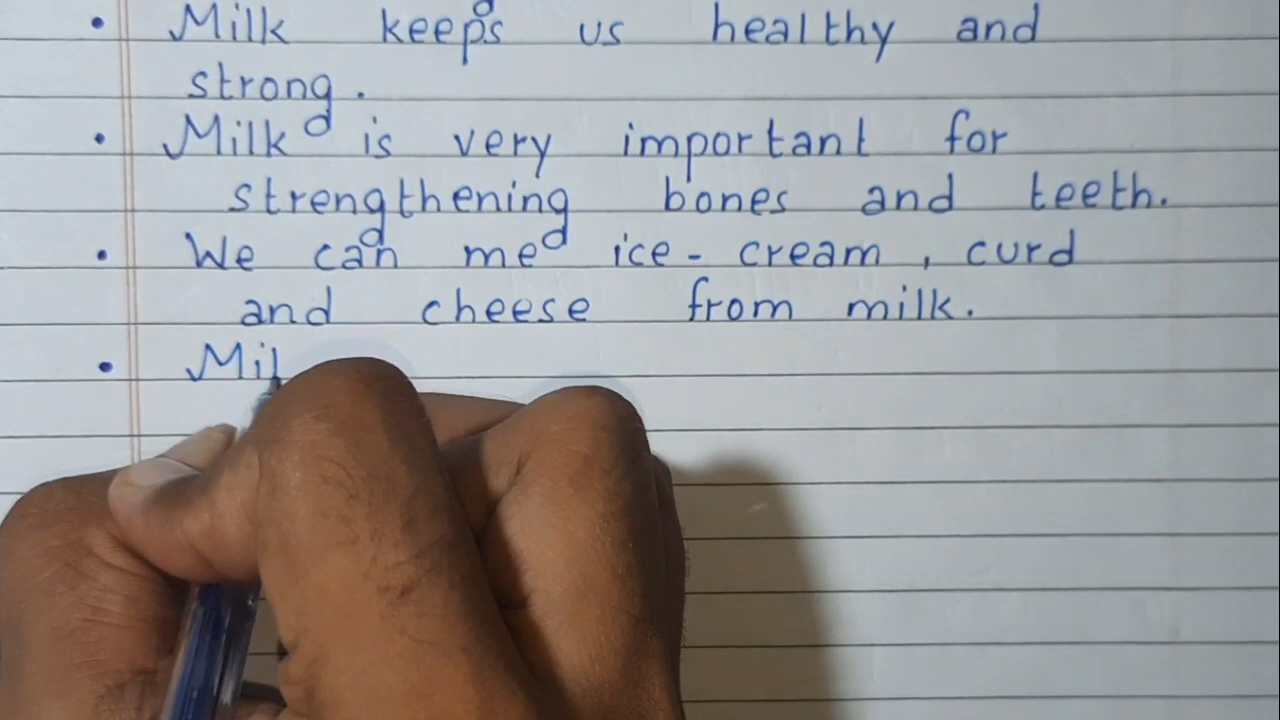 • Milk keeps us healthy and
strong.
• Milk is very important for
strengthening bones and teeth.
• We can me ice-cream, curd
and cheese from milk.
• Mil